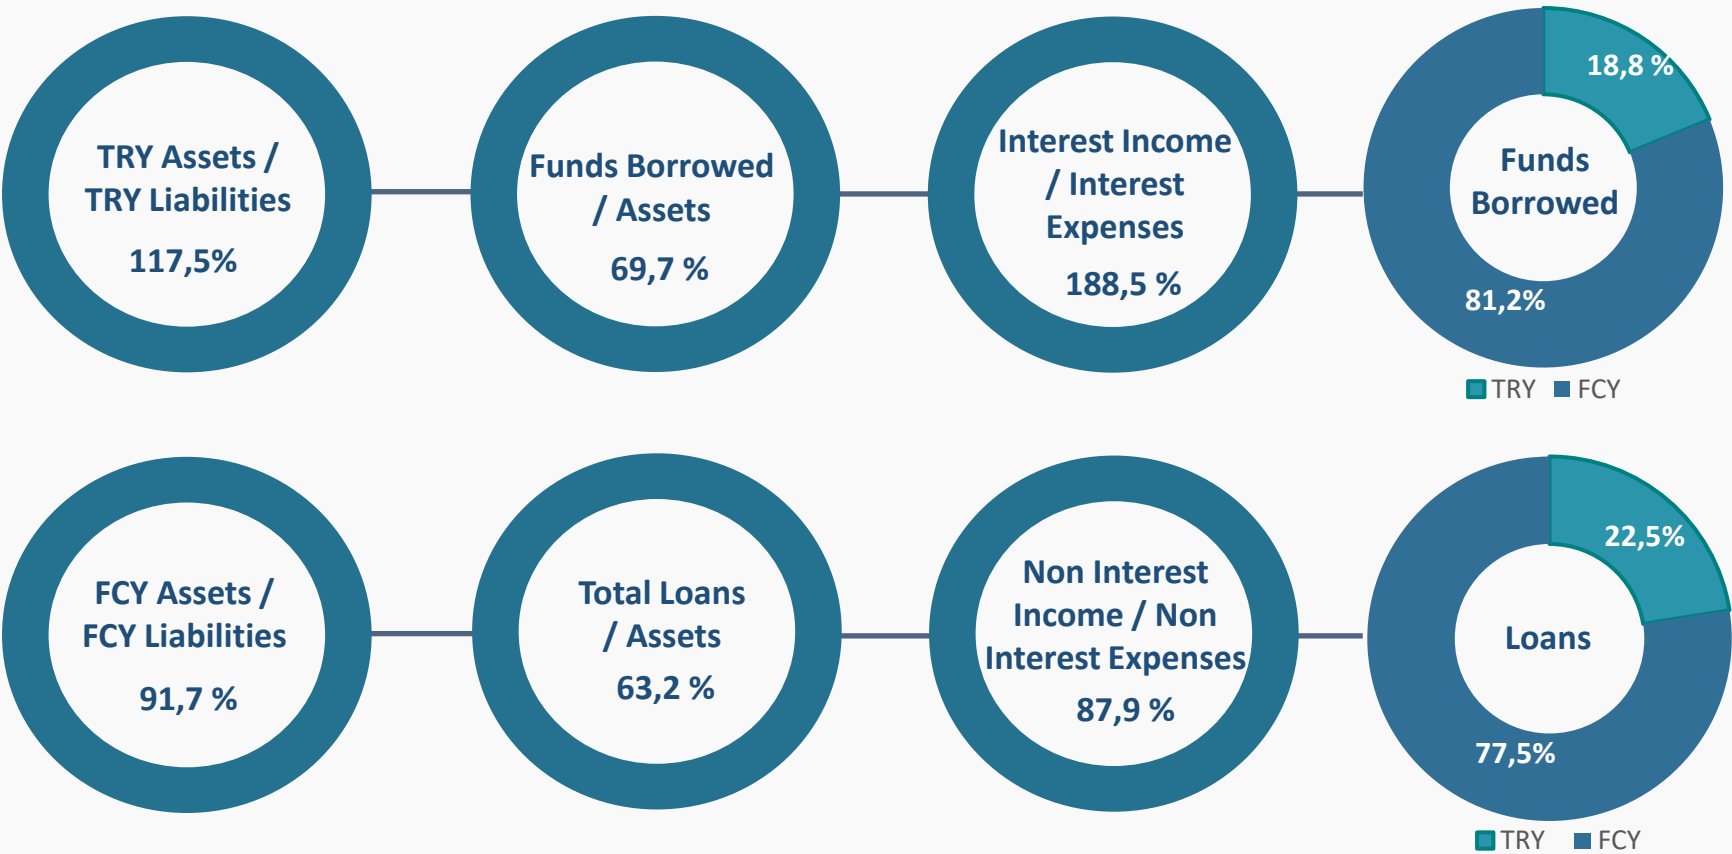 TRY Assets /
TRY Liabilities
117,5%
Funds Borrowed
/ Assets
69,7 %
Interest Income
/ Interest
Expenses
188,5 %
18,8 %
Funds
Borrowed
81,2%
TRY FCY
FCY Assets /
FCY Liabilities
91,7 %
Total Loans
/ Assets
63,2 %
Non Interest
Income / Non
Interest Expenses
87,9 %
22,5%
Loans
77,5%
TRY FCY